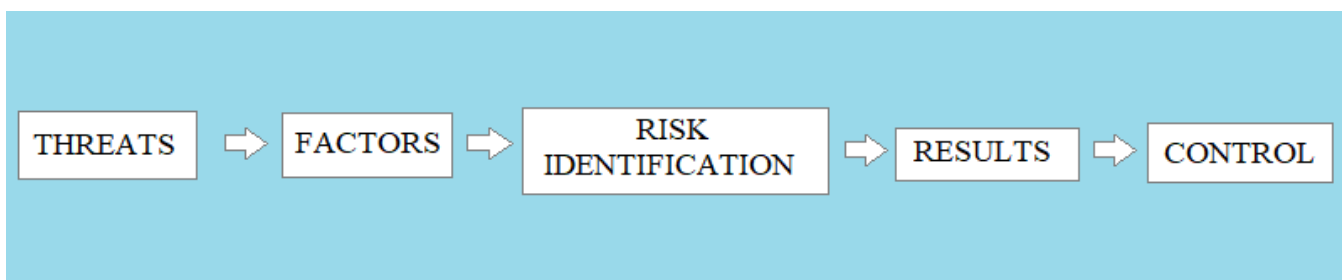 THREATS
FACTORS
RISK
IDENTIFICATION
RESULTS
CONTROL